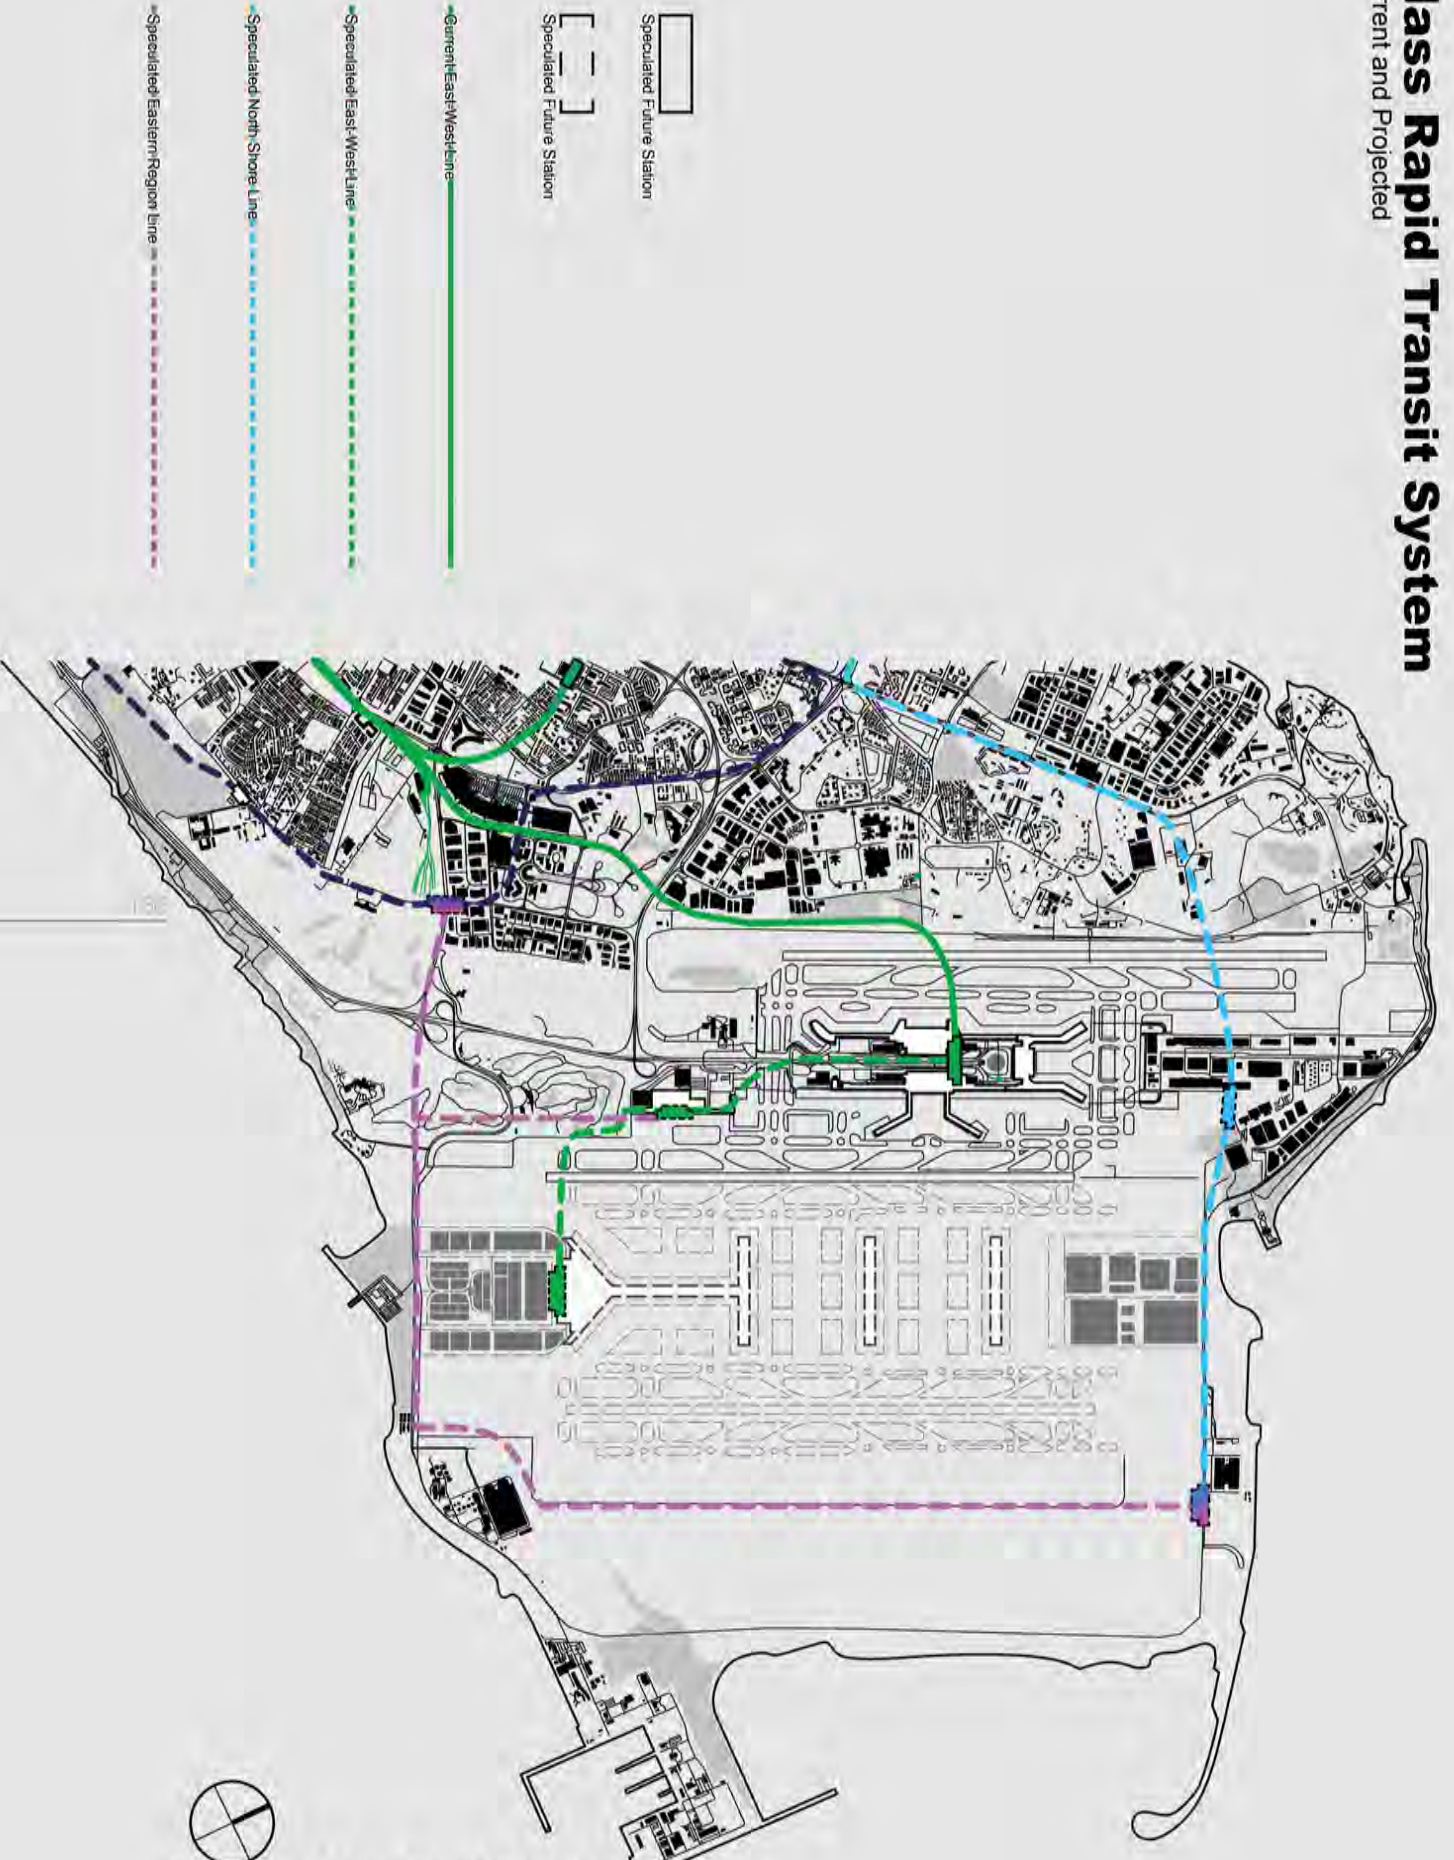 lass Rapid Transit System
rent and Projected
Speculated Future Station
Speculated Future Station
Current East-West Line
Speculated East-West Line
Speculated North Shore Line
Speculated Eastern Region Line